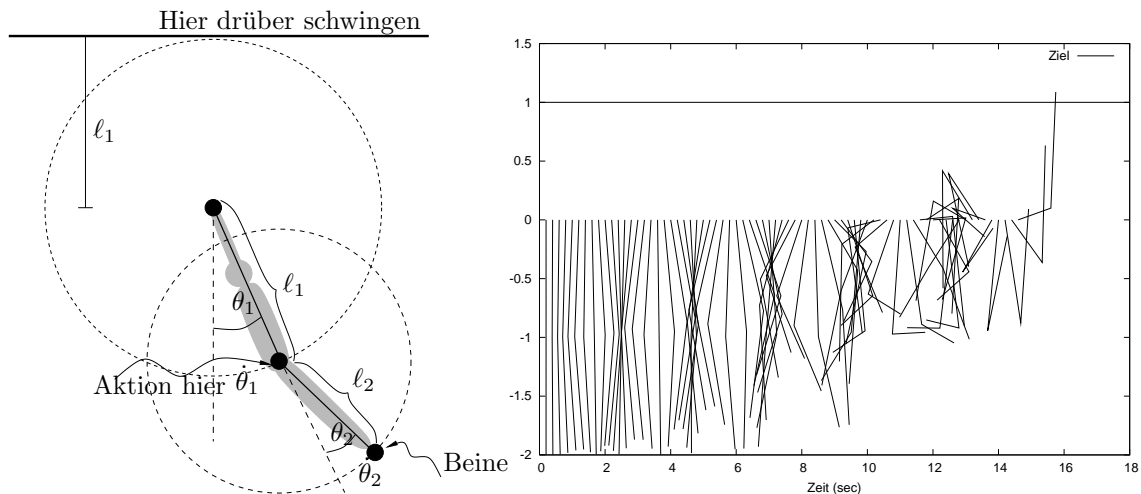 Hier drüber schwingen
ℓ₁
ℓ₁
θ₁
Aktion hier θ̇₁
ℓ₂
θ₂
θ̇₂
Beine
Ziel
1.5
1
0.5
0
-0.5
-1
-1.5
-2
0 2 4 6 8 10 12 14 16 18
Zeit (sec)